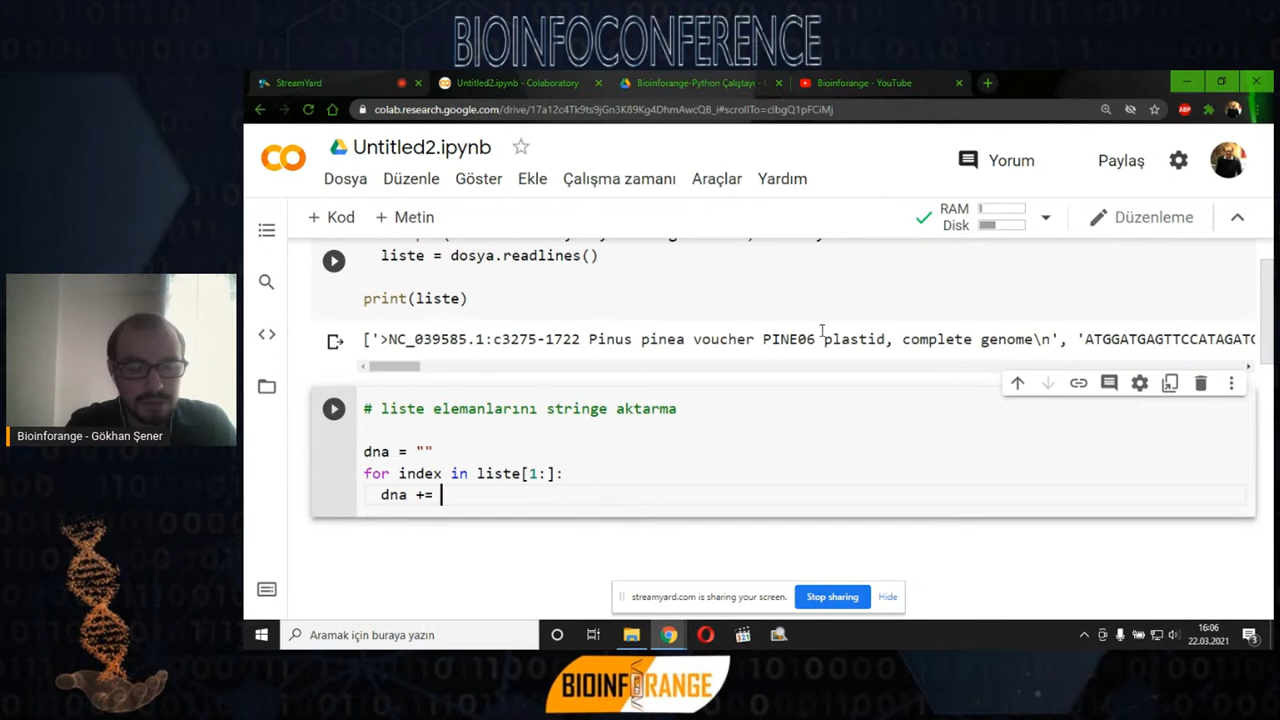 BIOINFOCONFERENCE
StreamYard
Untitled2.ipynb - Colaboratory
Bioinforange-Python Çalıştayı -
Bioinforange - YouTube
colab.research.google.com/drive/17a12c4Tk9ts9jGn3K89Kg4DhmAwcQB_i#scrollTo=clbgQ1pFCiMj
ABP
Untitled2.ipynb
Yorum
Paylaş
Dosya
Düzenle
Göster
Ekle
Çalışma zamanı
Araçlar
Yardım
+ Kod
+ Metin
RAM
Disk
Düzenleme
liste = dosya.readlines()
print(liste)
['>NC_039585.1:c3275-1722 Pinus pinea voucher PINE06 plastid, complete genome\n', 'ATGGATGAGTTCCATAGATC
# liste elemanlarını stringe aktarma
dna = ""
for index in liste[1:]:
dna +=
Bioinforange - Gökhan Şener
streamyard.com is sharing your screen.
Stop sharing
Hide
Aramak için buraya yazın
16:06
22.03.2021
3
BIOINFORANGE